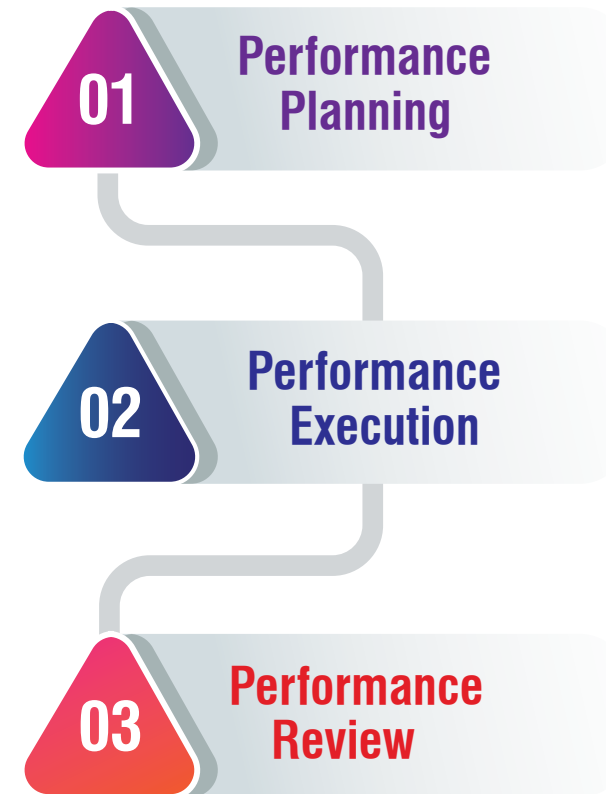 01
Performance
Planning
02
Performance
Execution
03
Performance
Review